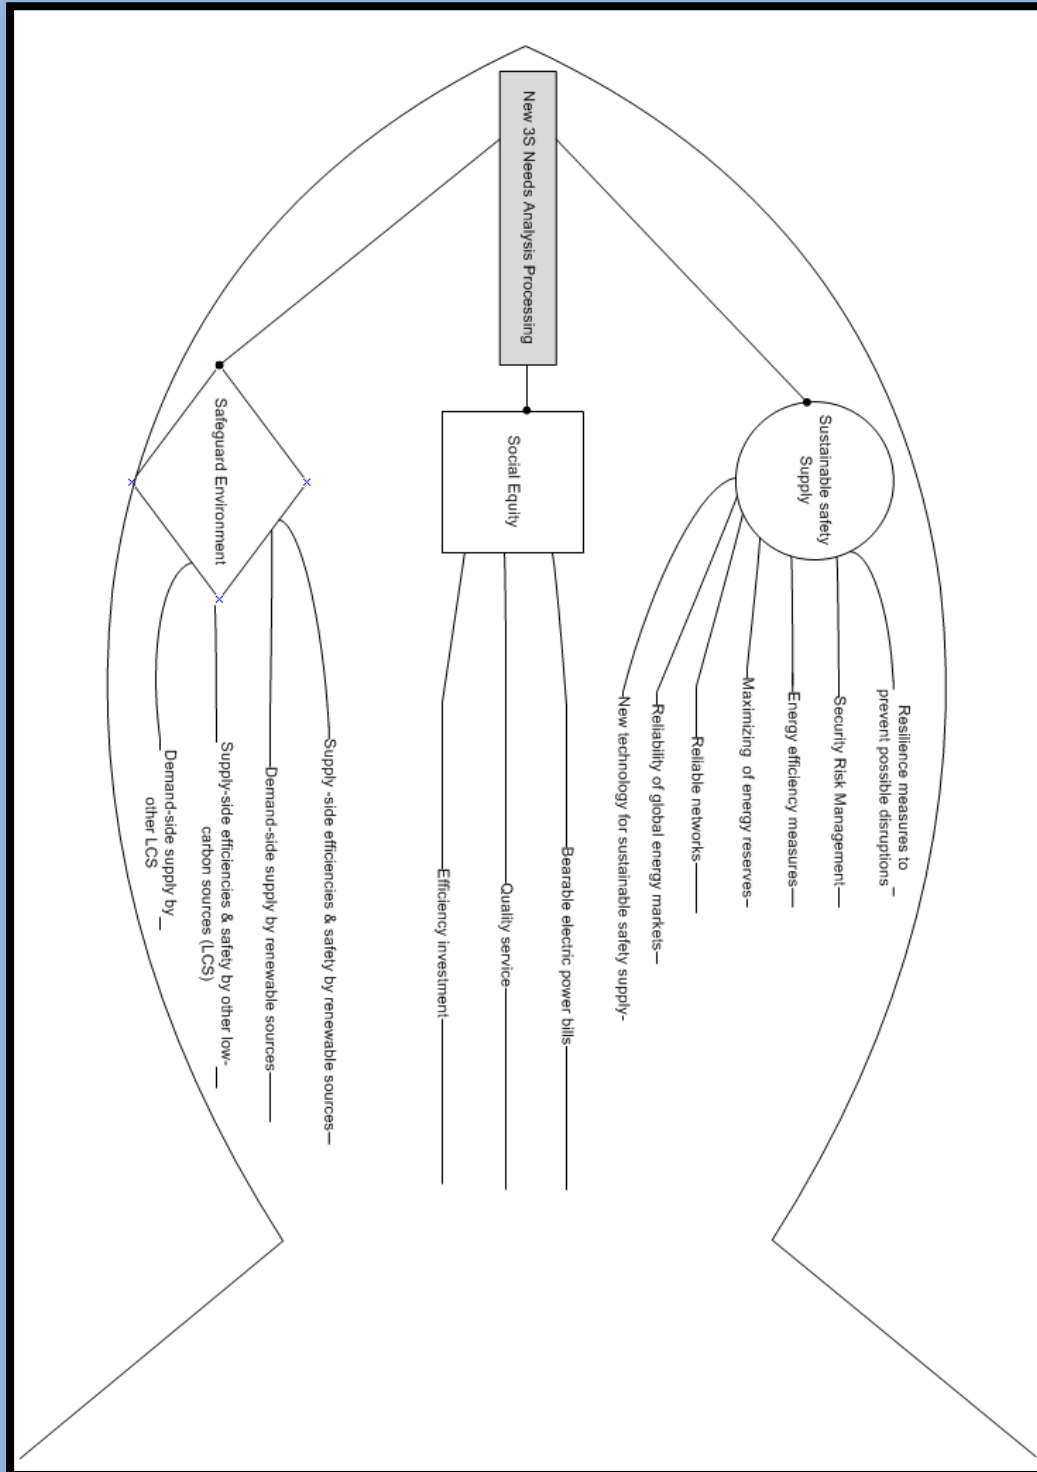 New 3S Needs Analysis Processing
Sustainable safety
Supply
Resilience measures to
prevent possible disruptions
Security Risk Management
Energy efficiency measures
Maximizing of energy reserves
Reliable networks
Reliability of global energy markets
New technology for sustainable safety supply
Social Equity
Bearable electric power bills
Quality service
Efficiency investment
Safeguard Environment
Supply -side efficiencies & safety by renewable sources
Demand-side supply by renewable sources
Supply-side efficiencies & safety by other low-
carbon sources (LCS)
Demand-side supply by
other LCS